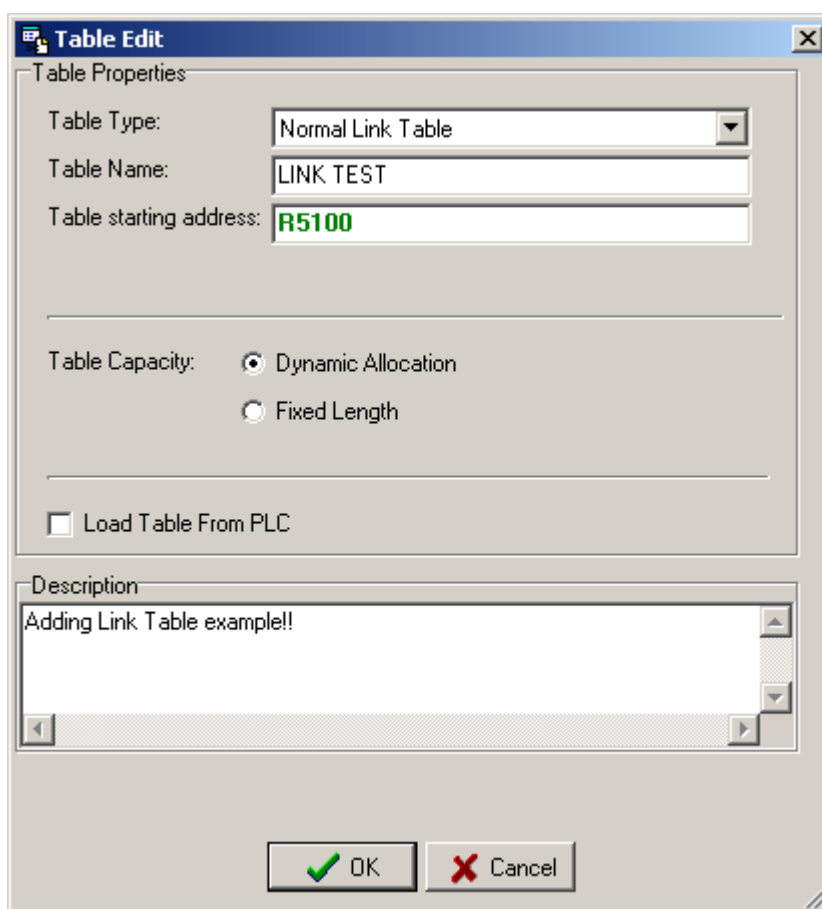 Table Edit
Table Properties
Table Type: Normal Link Table
Table Name: LINK TEST
Table starting address: R5100
Table Capacity: Dynamic Allocation
Fixed Length
Load Table From PLC
Description
Adding Link Table example!!
OK Cancel